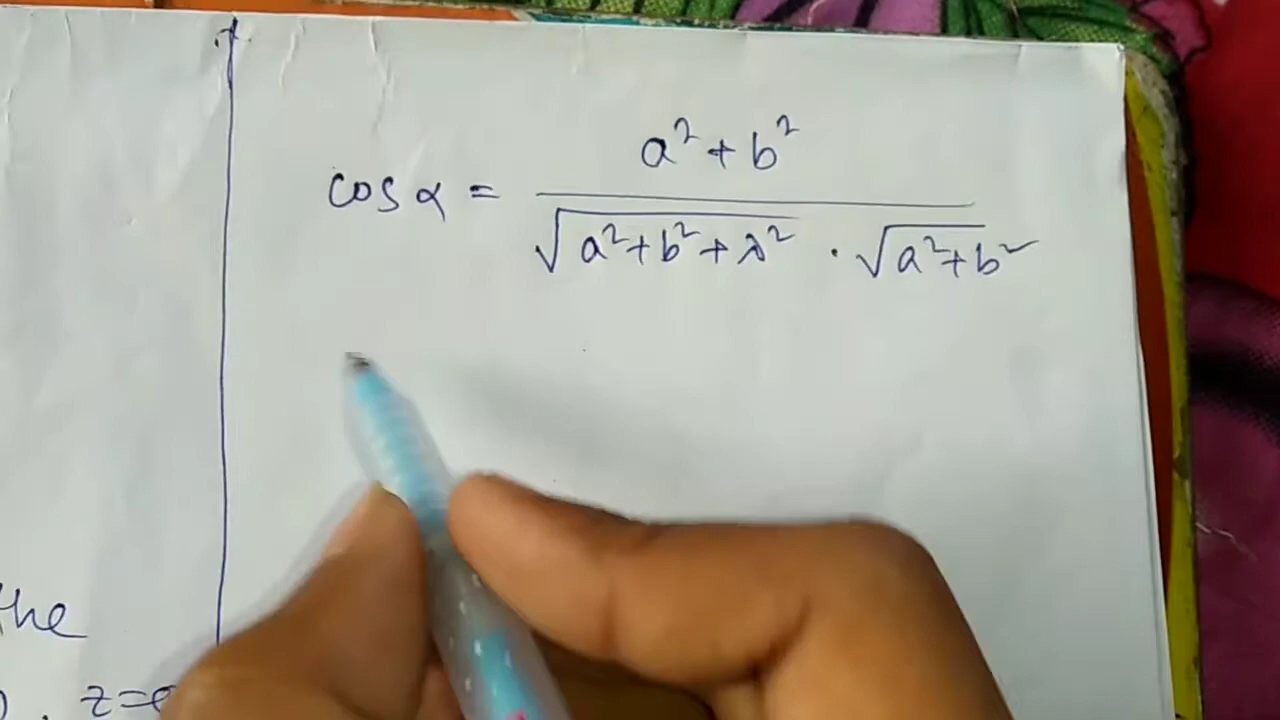 cos α = (a² + b²) / (√(a² + b² + λ²) · √(a² + b²))
the
z=